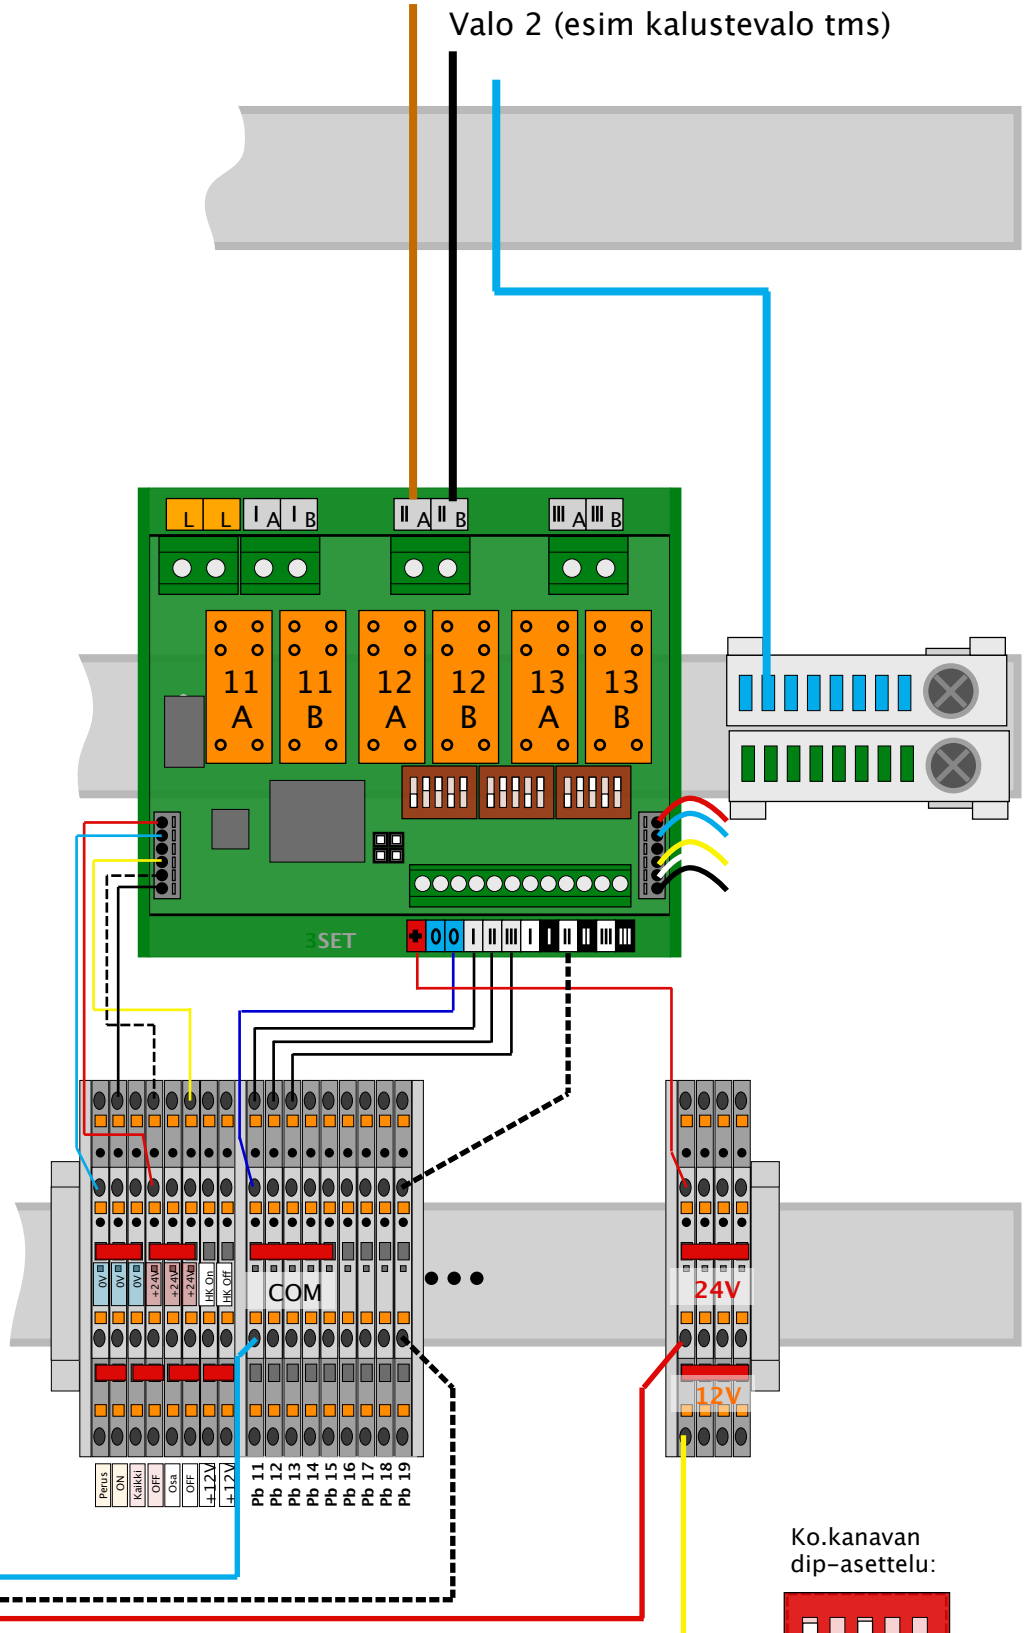 Valo 2 (esim kalustevalo tms)
L L I A I B II A II B III A III B
11 A
11 B
12 A
12 B
13 A
13 B
3SET
+ 0 0 I II III I I II II III III
0V 0V 0V +24V +24V +24V HK On HK Off
COM
24V
12V
Perus ON Kaikki OFF Osa OFF +12V +12V Pb 11 Pb 12 Pb 13 Pb 14 Pb 15 Pb 16 Pb 17 Pb 18 Pb 19
Ko.kanavan
dip-asettelu: